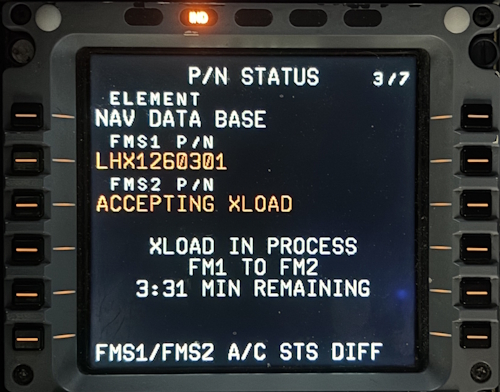 IND
P/N STATUS 3/7
ELEMENT
NAV DATA BASE
FMS1 P/N
LHX1260301
FMS2 P/N
ACCEPTING XLOAD
XLOAD IN PROCESS
FM1 TO FM2
3:31 MIN REMAINING
FMS1/FMS2 A/C STS DIFF